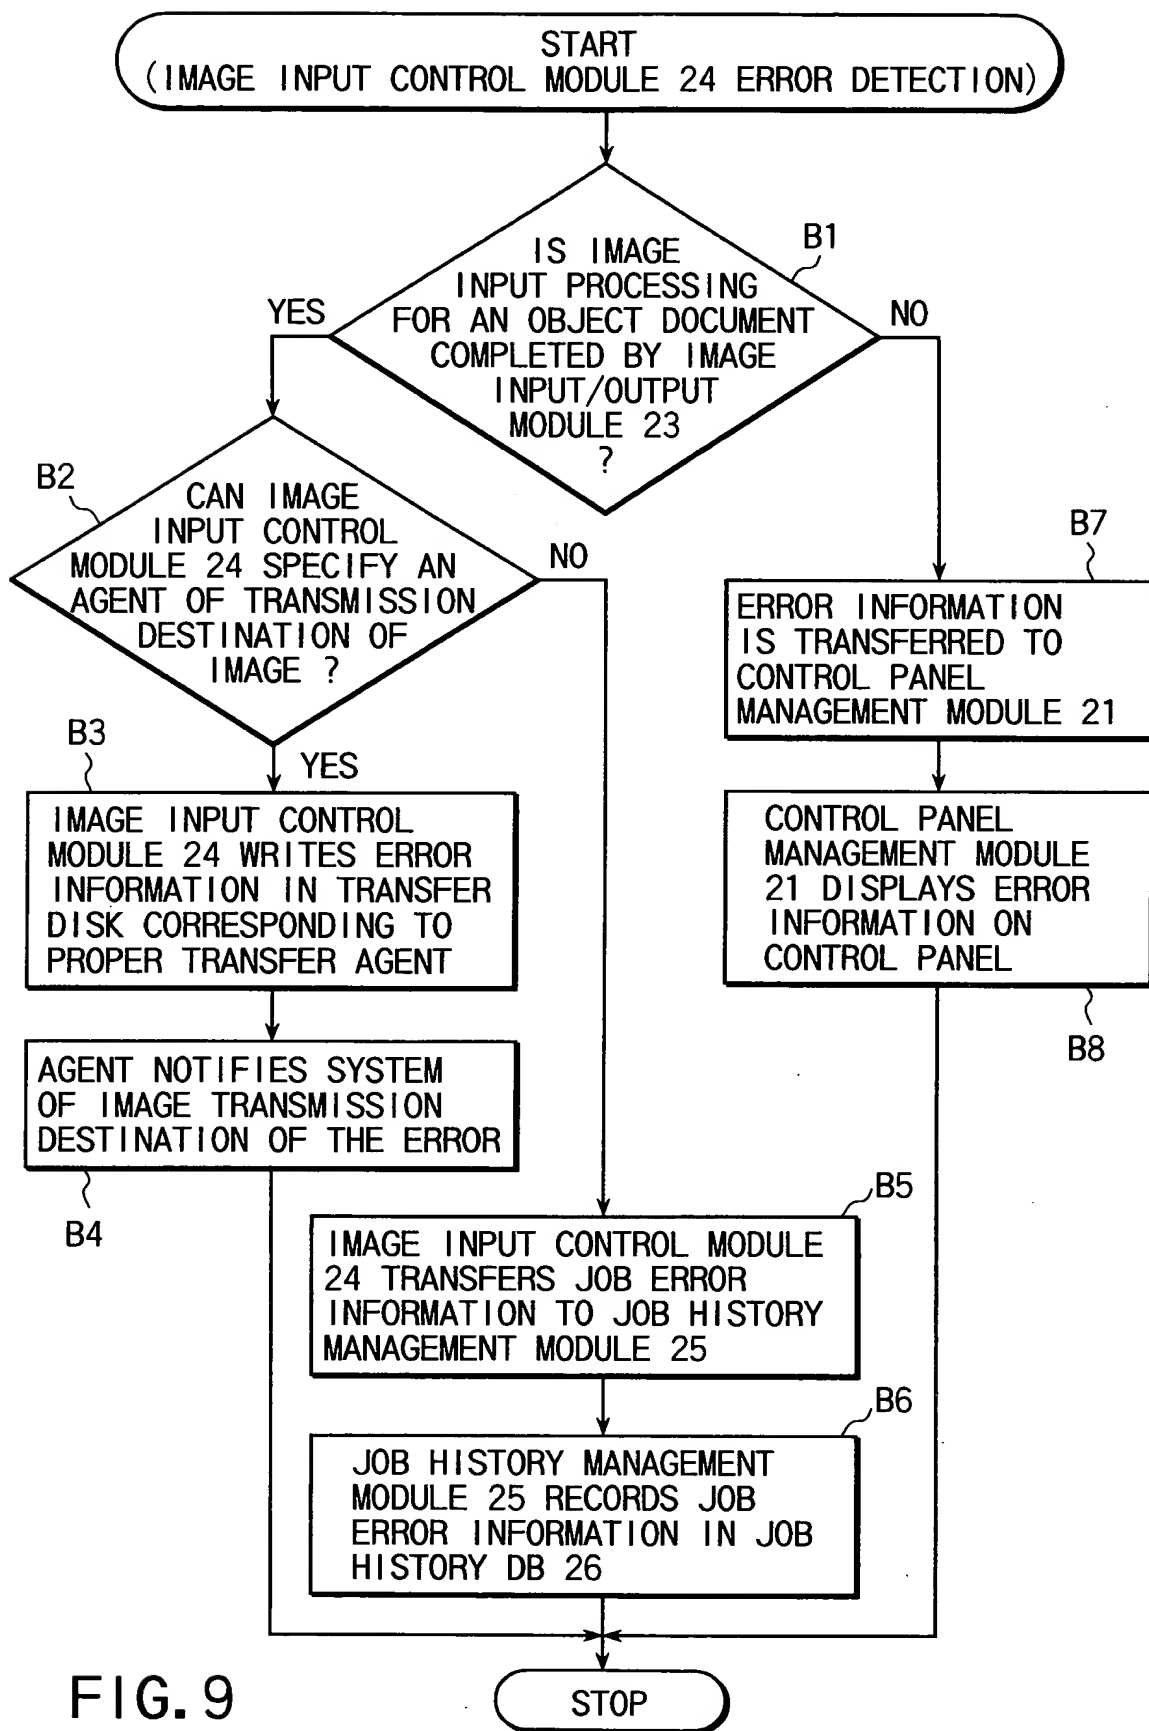 START
(IMAGE INPUT CONTROL MODULE 24 ERROR DETECTION)
B1
IS IMAGE
INPUT PROCESSING
FOR AN OBJECT DOCUMENT
COMPLETED BY IMAGE
INPUT/OUTPUT
MODULE 23
?
YES
NO
B2
CAN IMAGE
INPUT CONTROL
MODULE 24 SPECIFY AN
AGENT OF TRANSMISSION
DESTINATION OF
IMAGE ?
NO
YES
B3
IMAGE INPUT CONTROL
MODULE 24 WRITES ERROR
INFORMATION IN TRANSFER
DISK CORRESPONDING TO
PROPER TRANSFER AGENT
AGENT NOTIFIES SYSTEM
OF IMAGE TRANSMISSION
DESTINATION OF THE ERROR
B4
B7
ERROR INFORMATION
IS TRANSFERRED TO
CONTROL PANEL
MANAGEMENT MODULE 21
CONTROL PANEL
MANAGEMENT MODULE
21 DISPLAYS ERROR
INFORMATION ON
CONTROL PANEL
B8
B5
IMAGE INPUT CONTROL MODULE
24 TRANSFERS JOB ERROR
INFORMATION TO JOB HISTORY
MANAGEMENT MODULE 25
B6
JOB HISTORY MANAGEMENT
MODULE 25 RECORDS JOB
ERROR INFORMATION IN JOB
HISTORY DB 26
STOP
FIG. 9